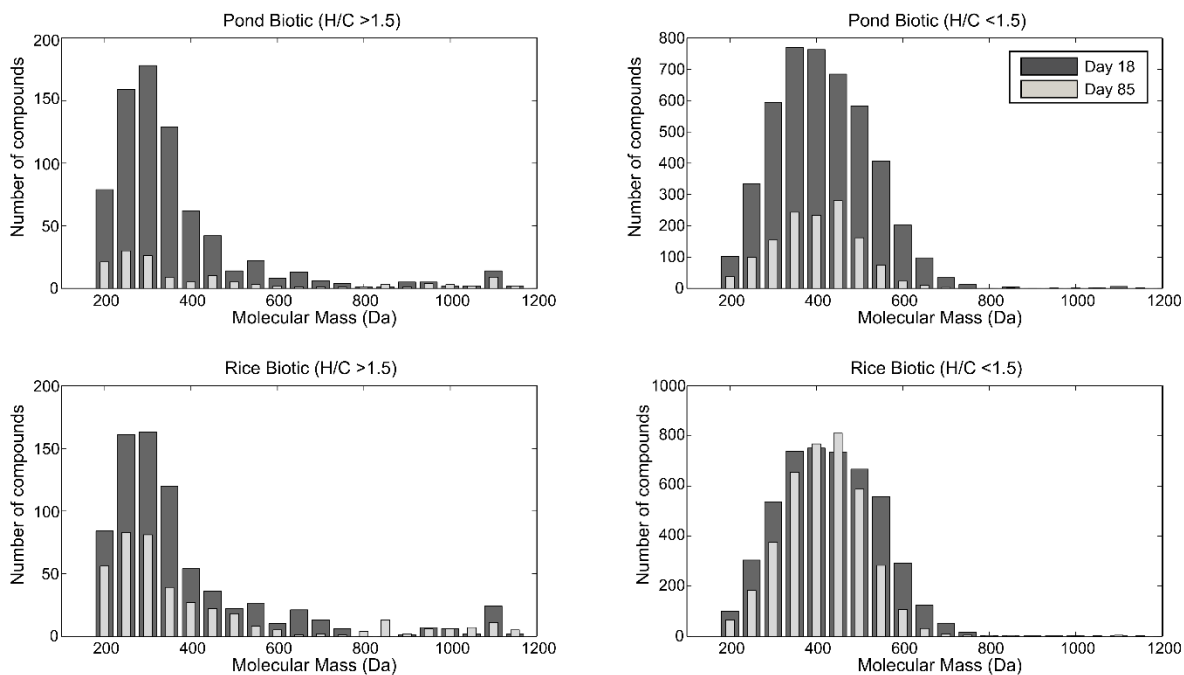 Pond Biotic (H/C >1.5)
200
150
100
50
0
Number of compounds
200 400 600 800 1000 1200
Molecular Mass (Da)
Pond Biotic (H/C <1.5)
Day 18
Day 85
800
700
600
500
400
300
200
100
0
Number of compounds
200 400 600 800 1000 1200
Molecular Mass (Da)
Rice Biotic (H/C >1.5)
200
150
100
50
0
Number of compounds
200 400 600 800 1000 1200
Molecular Mass (Da)
Rice Biotic (H/C <1.5)
1000
800
600
400
200
0
Number of compounds
200 400 600 800 1000 1200
Molecular Mass (Da)